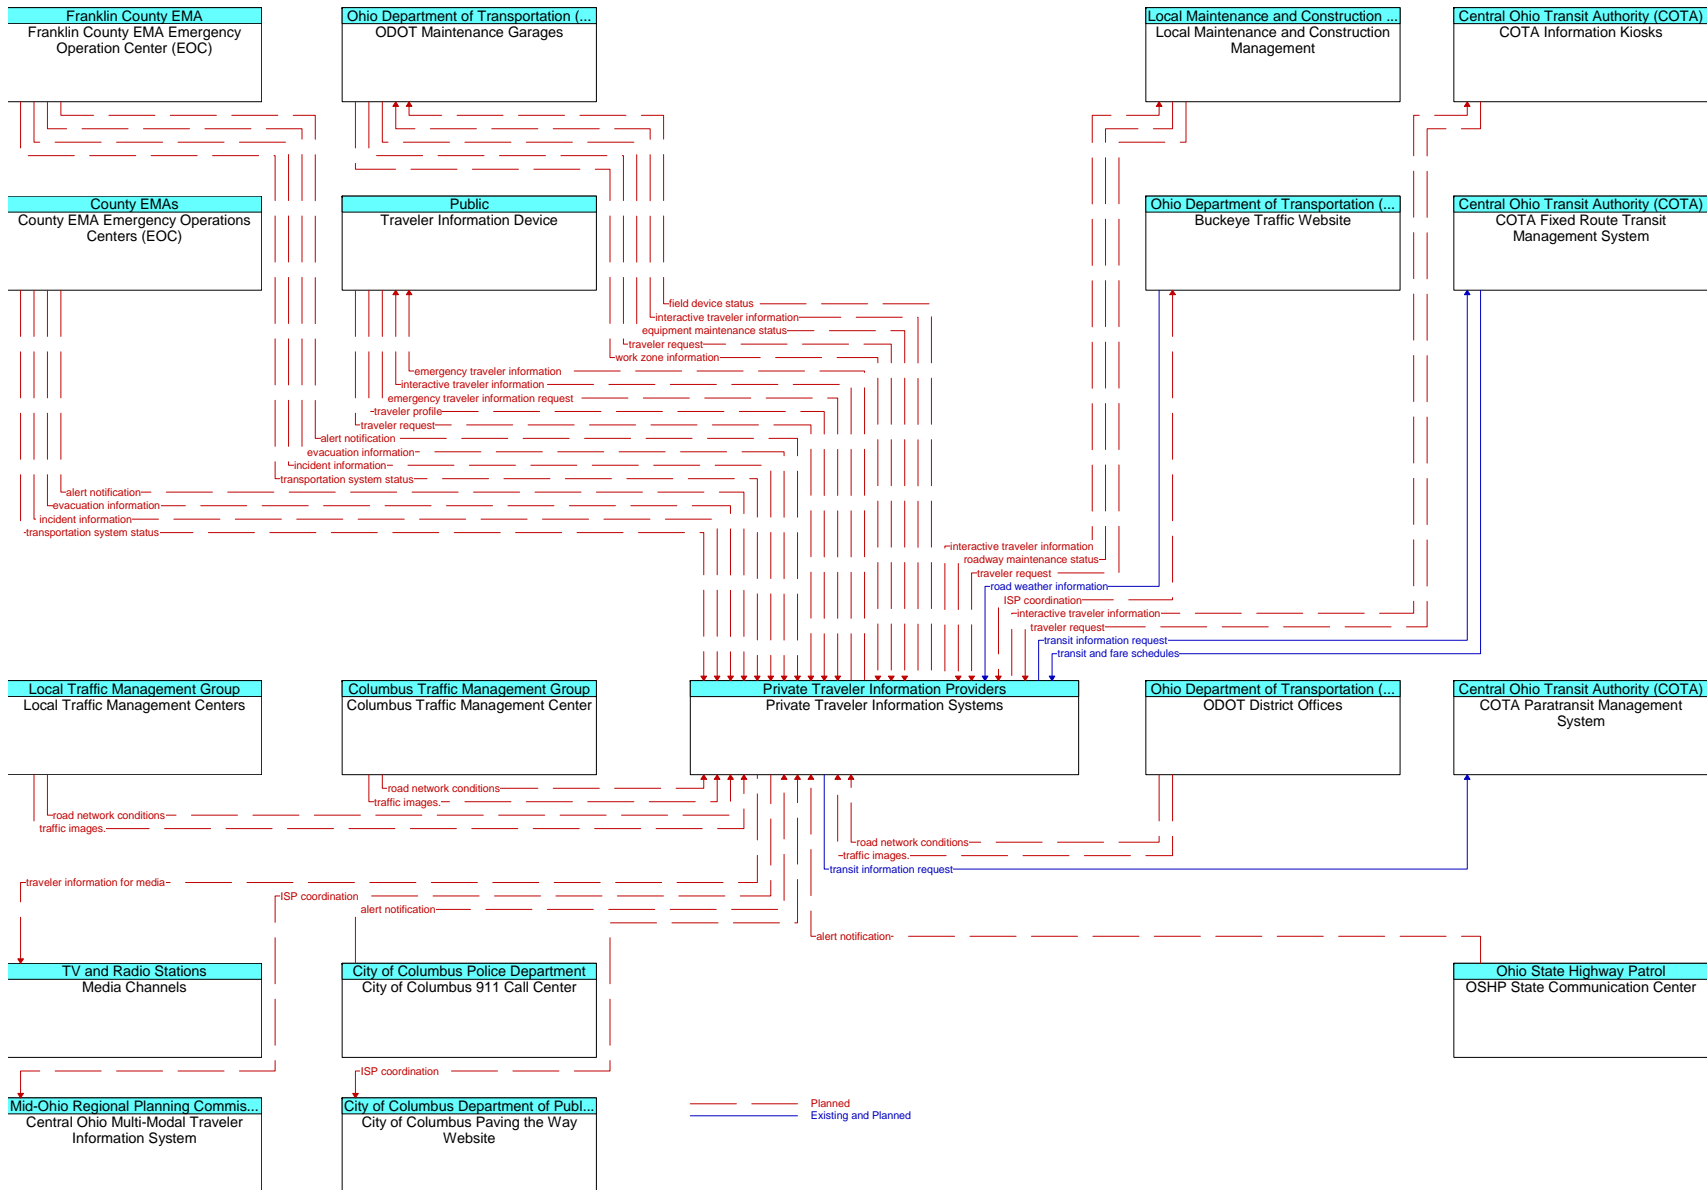 Franklin County EMA
Franklin County EMA Emergency
Operation Center (EOC)
Ohio Department of Transportation (...
ODOT Maintenance Garages
Local Maintenance and Construction ...
Local Maintenance and Construction
Management
Central Ohio Transit Authority (COTA)
COTA Information Kiosks
County EMAs
County EMA Emergency Operations
Centers (EOC)
Public
Traveler Information Device
Ohio Department of Transportation (...
Buckeye Traffic Website
Central Ohio Transit Authority (COTA)
COTA Fixed Route Transit
Management System
field device status
interactive traveler information
equipment maintenance status
traveler request
work zone information
emergency traveler information
interactive traveler information
emergency traveler information request
traveler profile
traveler request
alert notification
evacuation information
incident information
transportation system status
alert notification
evacuation information
incident information
transportation system status
interactive traveler information
roadway maintenance status
traveler request
road weather information
ISP coordination
interactive traveler information
traveler request
transit information request
transit and fare schedules
Local Traffic Management Group
Local Traffic Management Centers
Columbus Traffic Management Group
Columbus Traffic Management Center
Private Traveler Information Providers
Private Traveler Information Systems
Ohio Department of Transportation (...
ODOT District Offices
Central Ohio Transit Authority (COTA)
COTA Paratransit Management
System
road network conditions
traffic images.
road network conditions
traffic images.
road network conditions
traffic images.
transit information request
traveler information for media
ISP coordination
alert notification
alert notification
TV and Radio Stations
Media Channels
City of Columbus Police Department
City of Columbus 911 Call Center
Ohio State Highway Patrol
OSHP State Communication Center
ISP coordination
Mid-Ohio Regional Planning Commis...
Central Ohio Multi-Modal Traveler
Information System
City of Columbus Department of Publ...
City of Columbus Paving the Way
Website
Planned
Existing and Planned